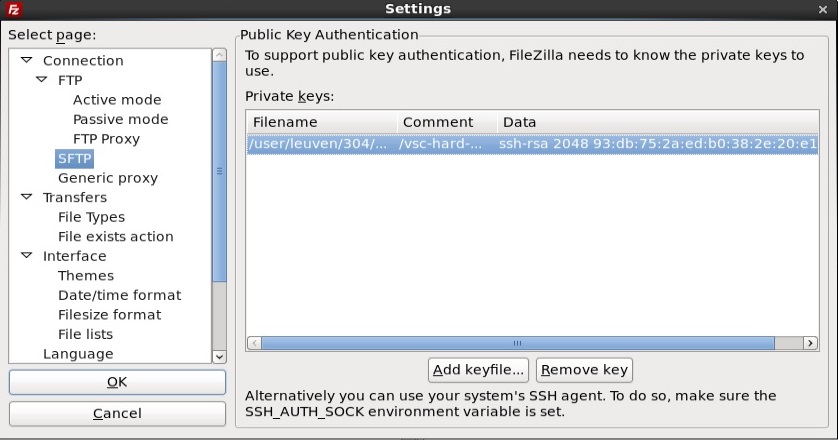 Settings
Select page:
Connection
FTP
Active mode
Passive mode
FTP Proxy
SFTP
Generic proxy
Transfers
File Types
File exists action
Interface
Themes
Date/time format
Filesize format
File lists
Language
OK
Cancel
Public Key Authentication
To support public key authentication, FileZilla needs to know the private keys to
use.
Private keys:
Filename Comment Data
/user/leuven/304/... /vsc-hard-... ssh-rsa 2048 93:db:75:2a:ed:b0:38:2e:20:e1
Add keyfile... Remove key
Alternatively you can use your system's SSH agent. To do so, make sure the
SSH_AUTH_SOCK environment variable is set.